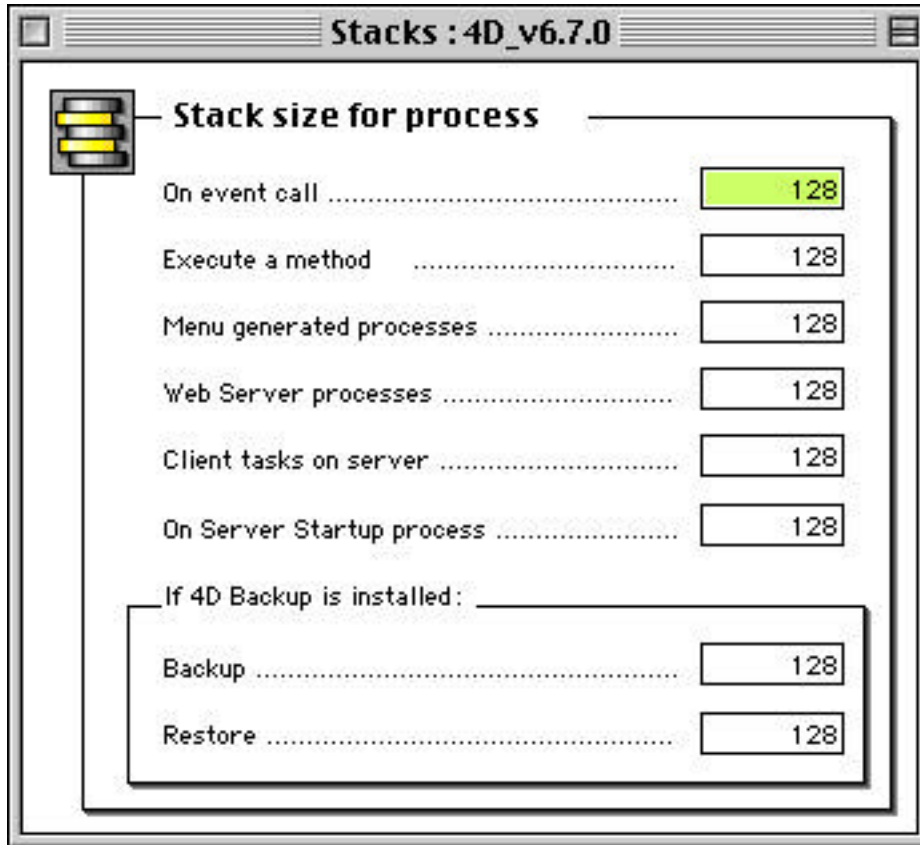 Stacks : 4D_v6.7.0
Stack size for process
On event call ........................................ 128
Execute a method .............................. 128
Menu generated processes ...................... 128
Web Server processes ........................... 128
Client tasks on server ........................... 128
On Server Startup process ..................... 128
If 4D Backup is installed:
Backup ................................................. 128
Restore ............................................... 128